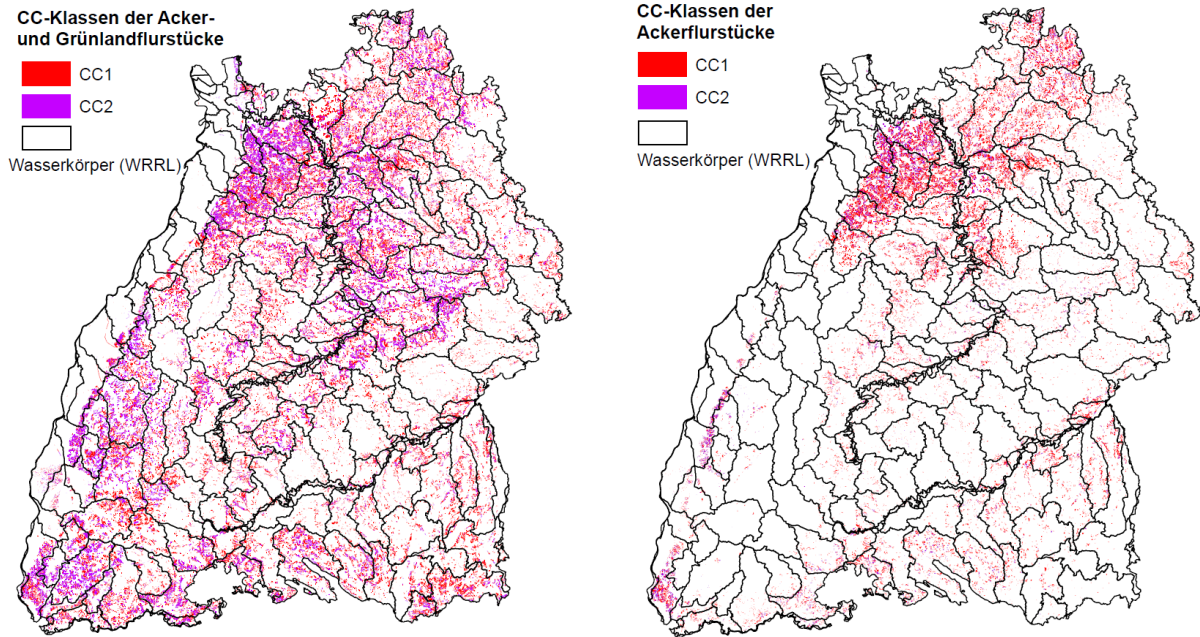 CC-Klassen der Acker-
und Grünlandflurstücke
CC1
CC2
Wasserkörper (WRRL)
CC-Klassen der
Ackerflurstücke
CC1
CC2
Wasserkörper (WRRL)